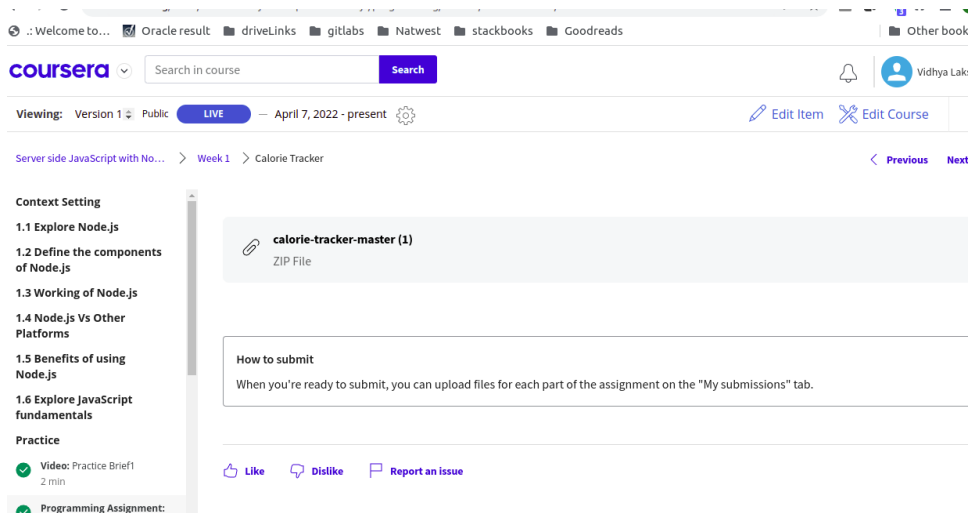 .: Welcome to... Oracle result driveLinks gitlabs Natwest stackbooks Goodreads Other book
3
coursera Search in course Search Vidhya Laks
Viewing: Version 1 Public LIVE — April 7, 2022 - present Edit Item Edit Course
Server side JavaScript with No... > Week 1 > Calorie Tracker < Previous Next
Context Setting
1.1 Explore Node.js
1.2 Define the components
of Node.js
1.3 Working of Node.js
1.4 Node.js Vs Other
Platforms
1.5 Benefits of using
Node.js
1.6 Explore JavaScript
fundamentals
Practice
Video: Practice Brief1
2 min
Programming Assignment:
calorie-tracker-master (1)
ZIP File
How to submit
When you're ready to submit, you can upload files for each part of the assignment on the "My submissions" tab.
Like Dislike Report an issue